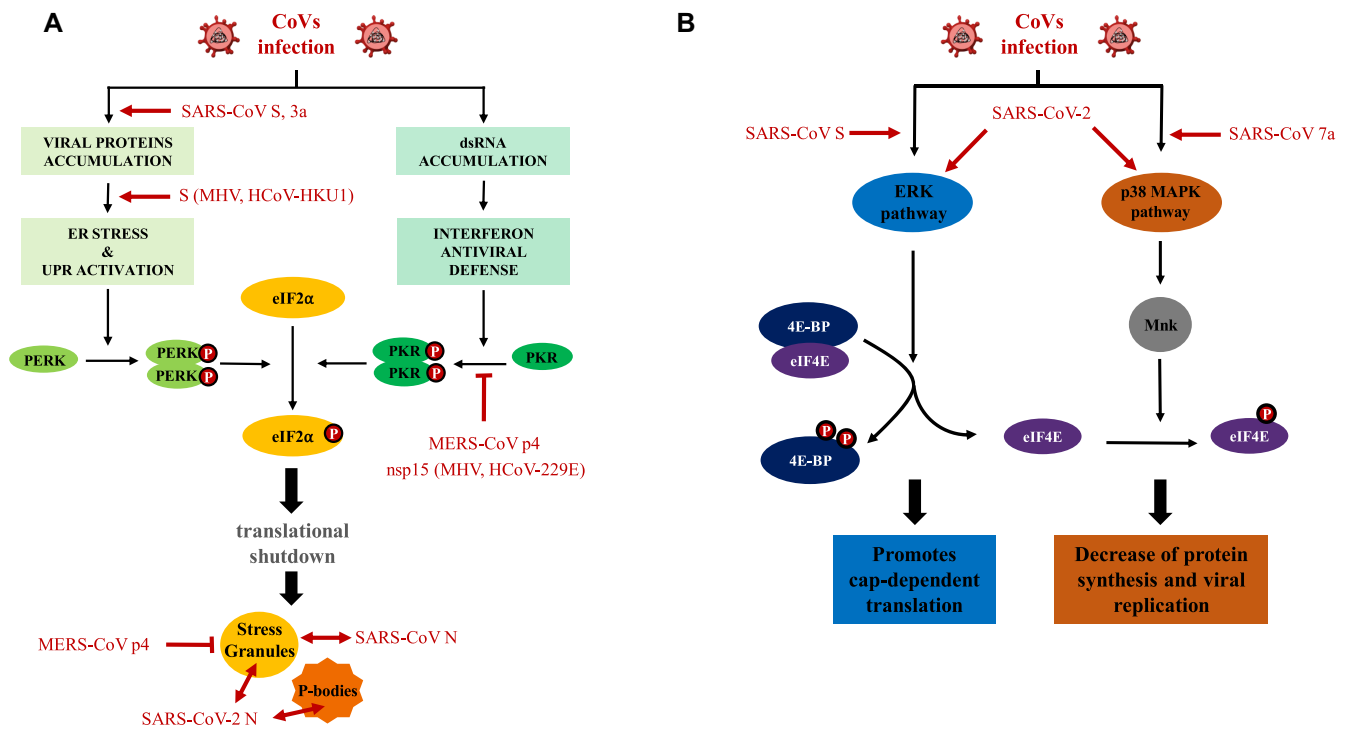 A
CoVs
infection
SARS-CoV S, 3a
VIRAL PROTEINS
ACCUMULATION
dsRNA
ACCUMULATION
S (MHV, HCoV-HKU1)
ER STRESS
&
UPR ACTIVATION
INTERFERON
ANTIVIRAL
DEFENSE
eIF2α
PERK
PERK P
PERK P
PKR P
PKR P
PKR
eIF2α P
MERS-CoV p4
nsp15 (MHV, HCoV-229E)
translational
shutdown
MERS-CoV p4
Stress
Granules
SARS-CoV N
P-bodies
SARS-CoV-2 N
B
CoVs
infection
SARS-CoV S
SARS-CoV-2
SARS-CoV 7a
ERK
pathway
p38 MAPK
pathway
4E-BP
eIF4E
Mnk
P P
4E-BP
eIF4E
P
eIF4E
Promotes
cap-dependent
translation
Decrease of protein
synthesis and viral
replication